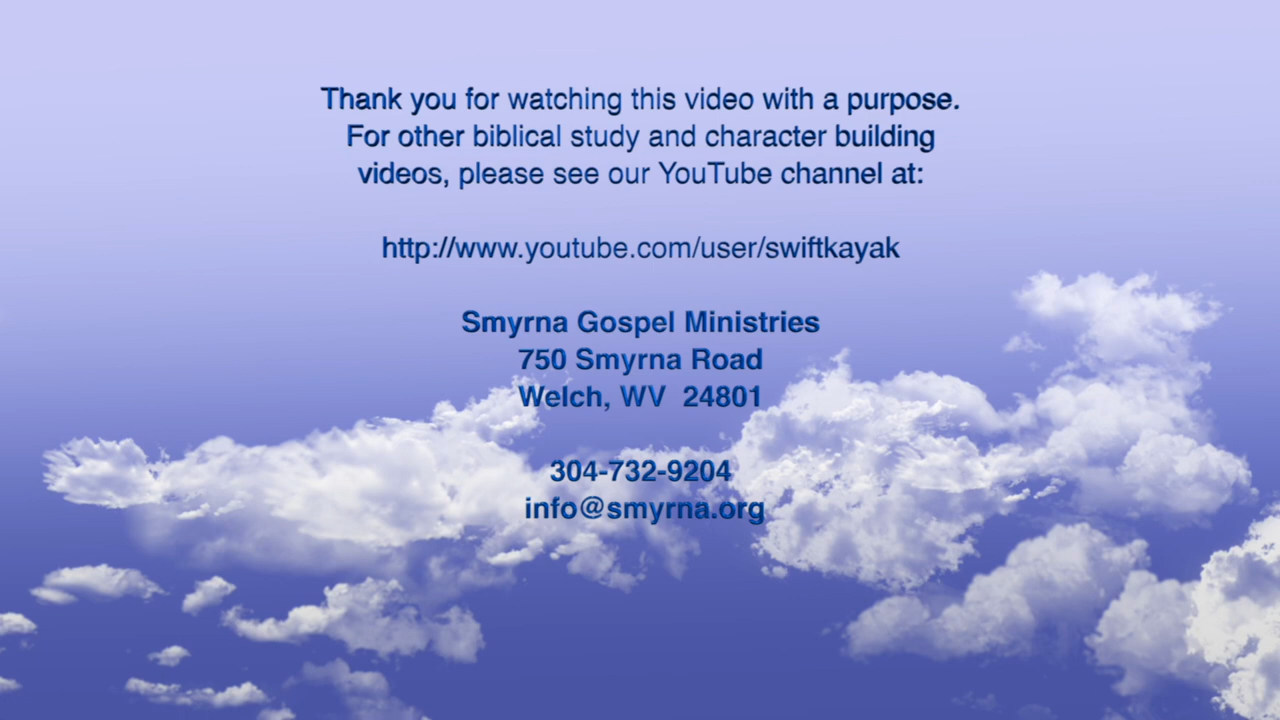 Thank you for watching this video with a purpose.
For other biblical study and character building
videos, please see our YouTube channel at:
http://www.youtube.com/user/swiftkayak
Smyrna Gospel Ministries
750 Smyrna Road
Welch, WV  24801
304-732-9204
info@smyrna.org